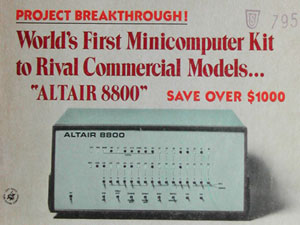 PROJECT BREAKTHROUGH!
World's First Minicomputer Kit
to Rival Commercial Models...
"ALTAIR 8800" SAVE OVER $1000
795
ALTAIR 8800